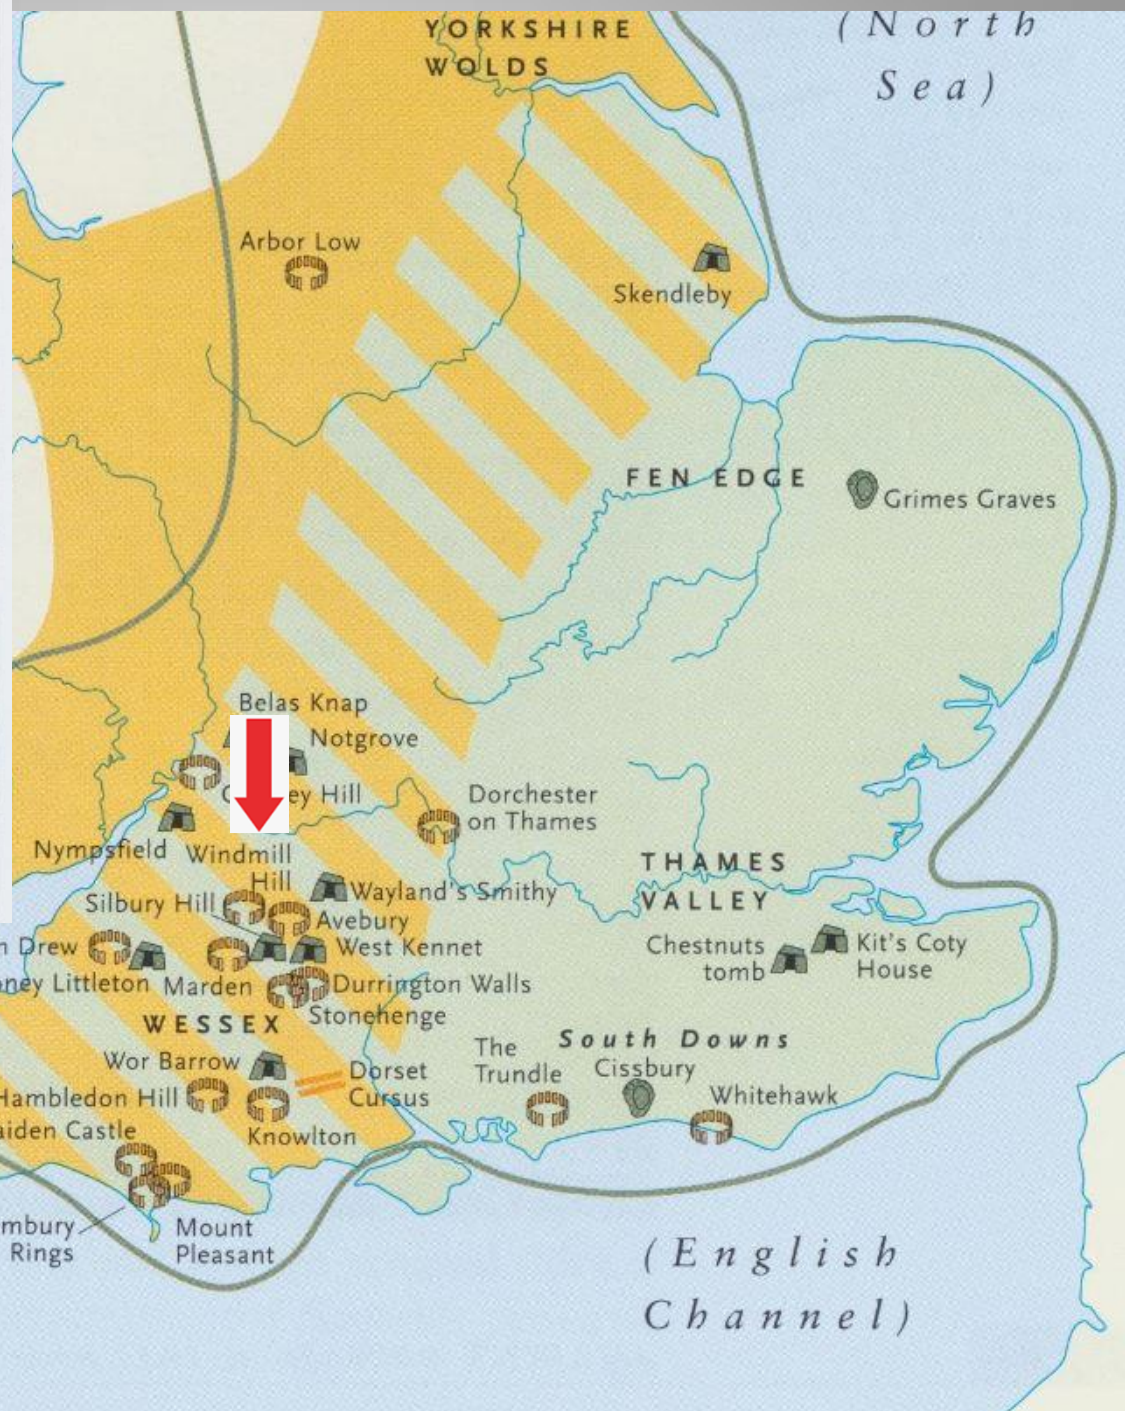 YORKSHIRE
WOLDS
(North
Sea)
Arbor Low
Skendleby
FEN EDGE
Grimes Graves
Belas Knap
Notgrove
ey Hill
Dorchester
on Thames
Nympsfield
Windmill
Hill
THAMES
VALLEY
Wayland's Smithy
Silbury Hill
Avebury
n Drew
West Kennet
Chestnuts
tomb
Kit's Coty
House
ney Littleton
Marden
Durrington Walls
WESSEX
Stonehenge
South Downs
Wor Barrow
The
Trundle
Cissbury
Dorset
Cursus
Hambledon Hill
Whitehawk
aiden Castle
Knowlton
mbury
Rings
Mount
Pleasant
(English
Channel)